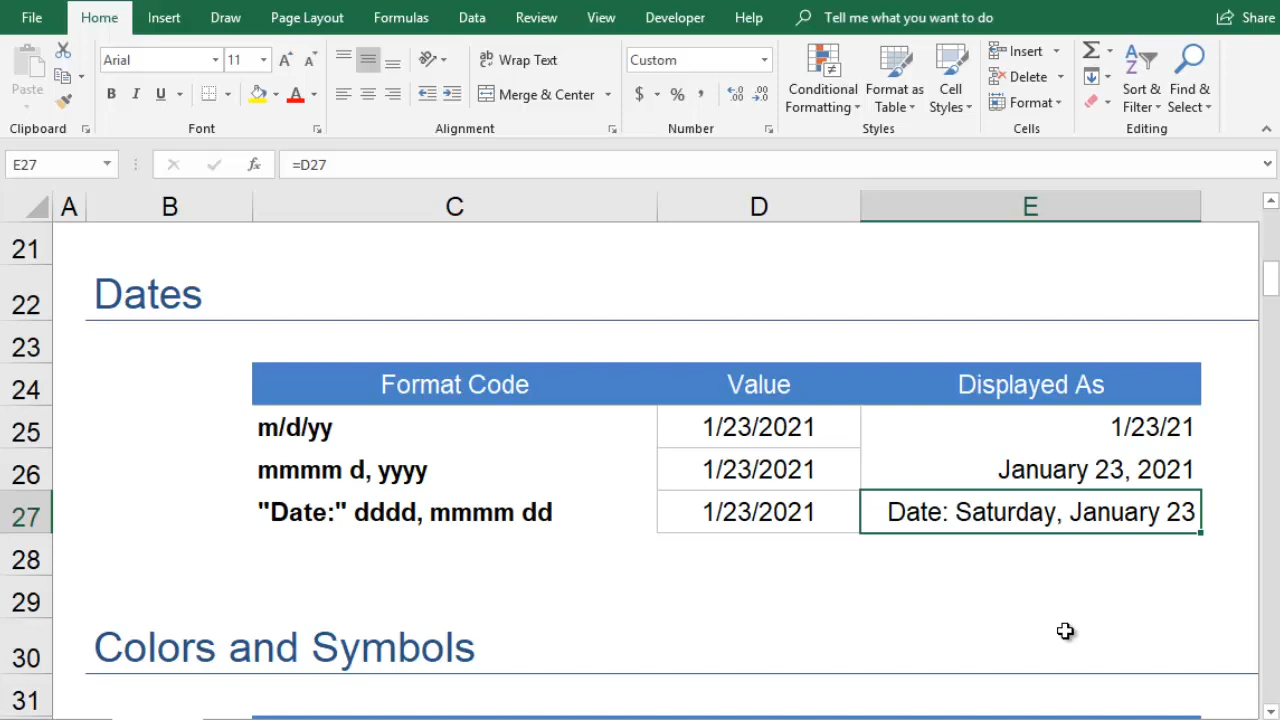 File Home Insert Draw Page Layout Formulas Data Review View Developer Help Tell me what you want to do Share
Paste Arial 11 Wrap Text Custom Conditional Formatting Format as Table Cell Styles Insert Sort & Filter Find & Select
B I U Merge & Center $ % , Delete
Format
Clipboard Font Alignment Number Styles Cells Editing
E27 fx =D27
A B C D E
21
22 Dates
23
24 Format Code Value Displayed As
25 m/d/yy 1/23/2021 1/23/21
26 mmmm d, yyyy 1/23/2021 January 23, 2021
27 "Date:" dddd, mmmm dd 1/23/2021 Date: Saturday, January 23
28
29
30 Colors and Symbols
31